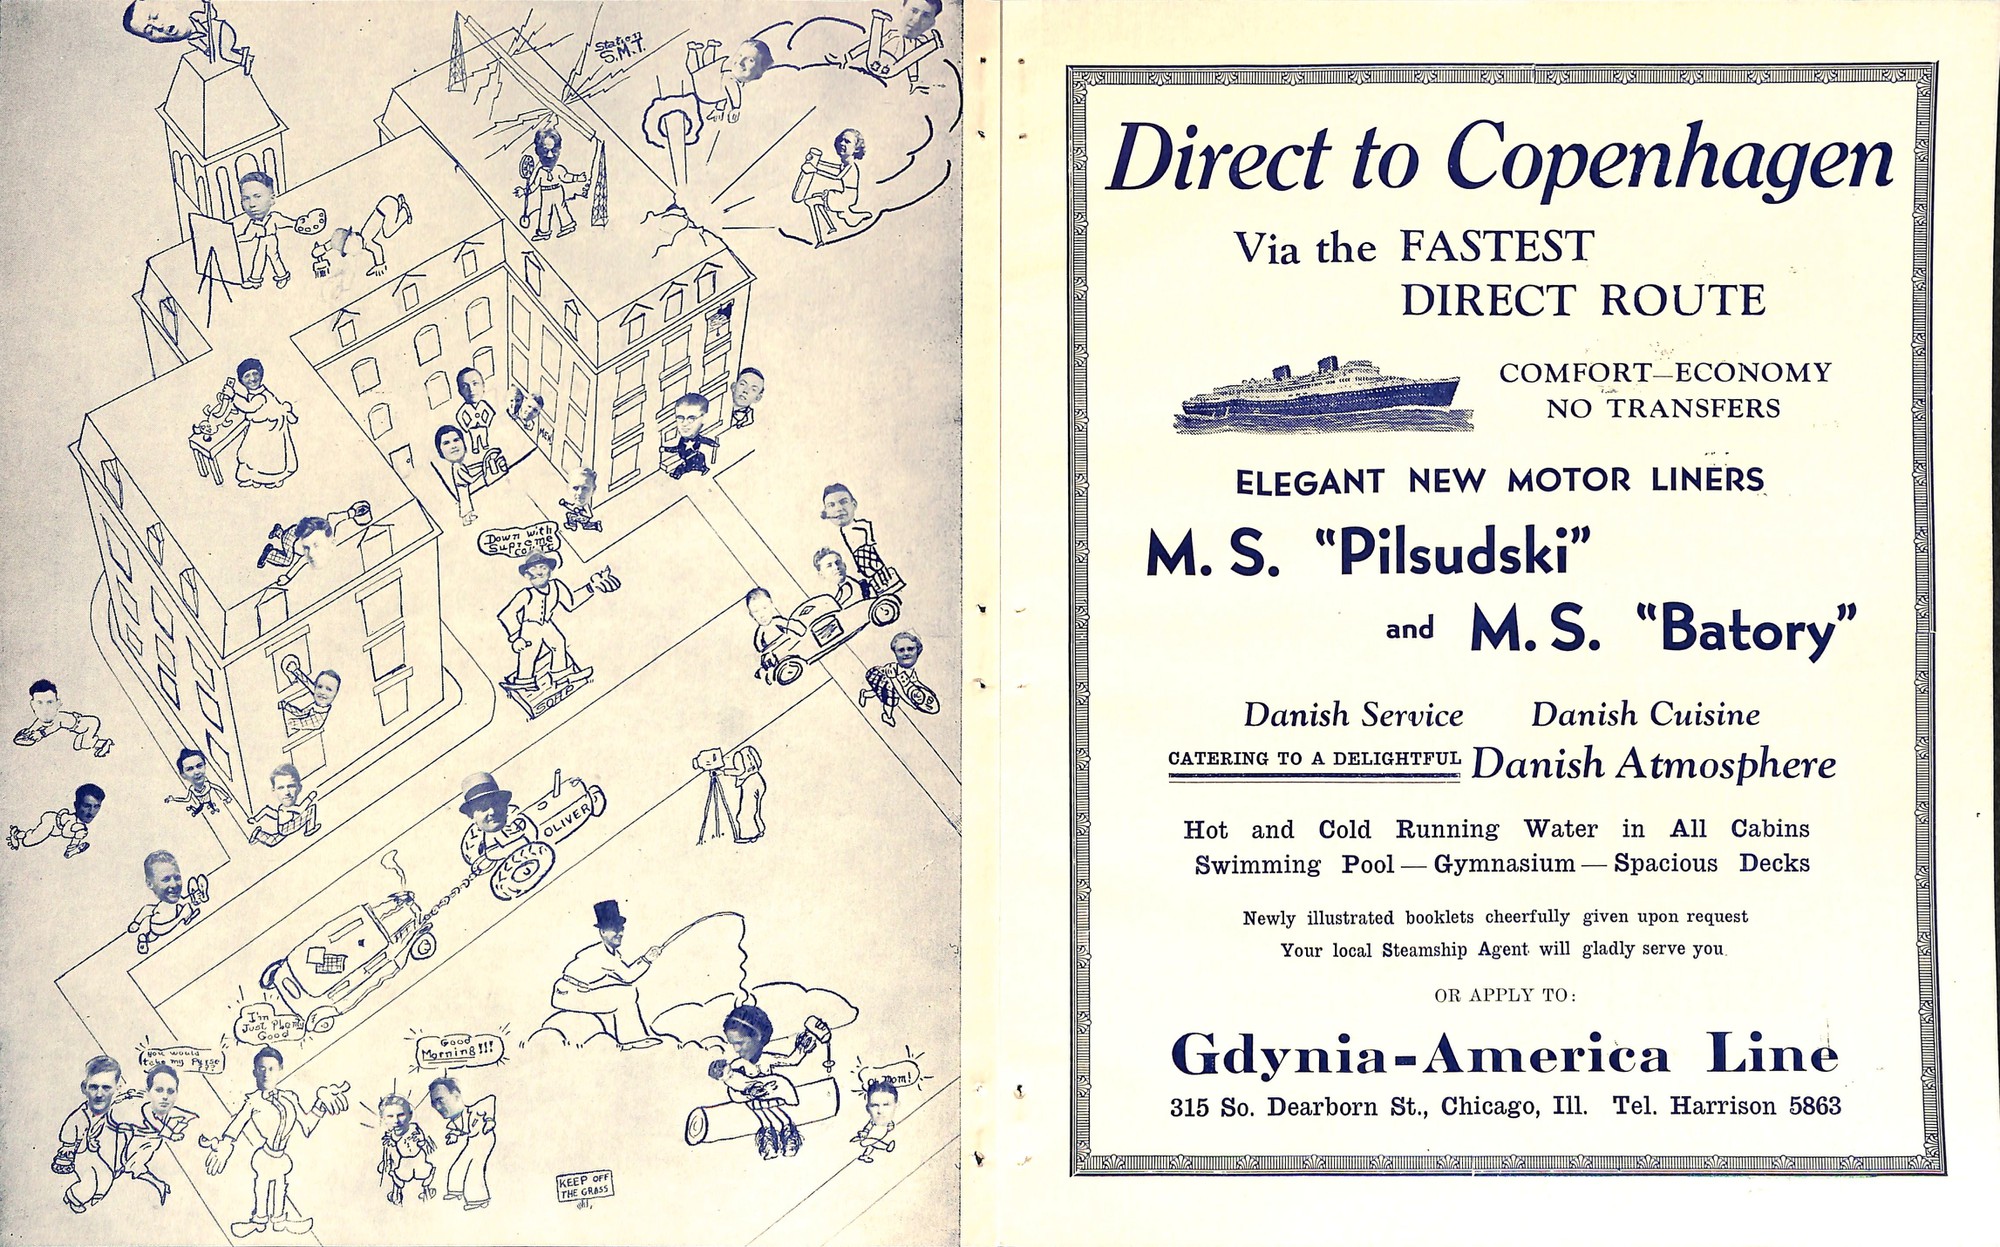 Station
S.M.T.
MEN
Down with
Supreme
Court
SOAP
OLIVER
I'm
Just Plenty
Good
You would
take my Purse
??
Good
Morning!!!
Oh Mom!
KEEP OFF
THE GRASS
Direct to Copenhagen
Via the FASTEST
DIRECT ROUTE
COMFORT—ECONOMY
NO TRANSFERS
ELEGANT NEW MOTOR LINERS
M. S. “Pilsudski”
and M. S. “Batory”
Danish Service Danish Cuisine
CATERING TO A DELIGHTFUL Danish Atmosphere
Hot and Cold Running Water in All Cabins
Swimming Pool — Gymnasium — Spacious Decks
Newly illustrated booklets cheerfully given upon request
Your local Steamship Agent will gladly serve you.
OR APPLY TO:
Gdynia-America Line
315 So. Dearborn St., Chicago, Ill. Tel. Harrison 5863